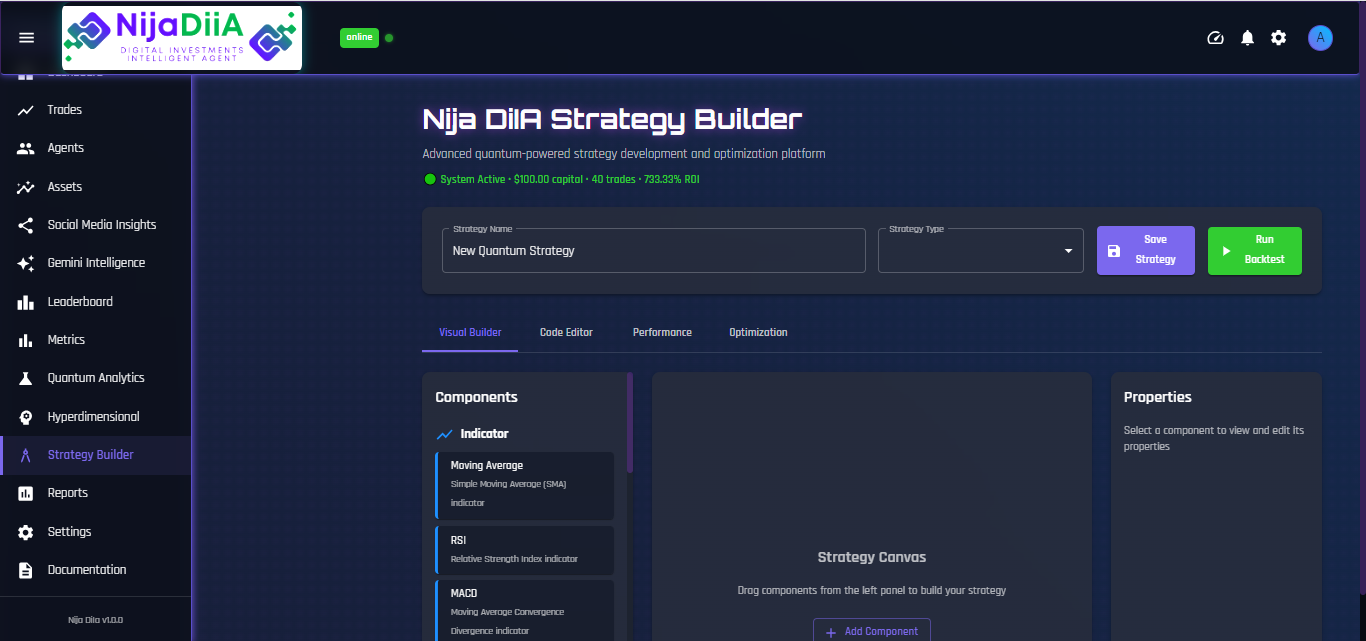 NijaDiiA
DIGITAL INVESTMENTS
INTELLIGENT AGENT
online
A
Dashboard
Trades
Agents
Assets
Social Media Insights
Gemini Intelligence
Leaderboard
Metrics
Quantum Analytics
Hyperdimensional
Strategy Builder
Reports
Settings
Documentation
Nija Diia v1.0.0
Nija DiIA Strategy Builder
Advanced quantum-powered strategy development and optimization platform
System Active • $100.00 capital • 40 trades • 733.33% ROI
Strategy Name
New Quantum Strategy
Strategy Type
Save
Strategy
Run
Backtest
Visual Builder
Code Editor
Performance
Optimization
Components
Indicator
Moving Average
Simple Moving Average (SMA)
indicator
RSI
Relative Strength Index indicator
MACD
Moving Average Convergence
Divergence indicator
Strategy Canvas
Drag components from the left panel to build your strategy
Add Component
Properties
Select a component to view and edit its
properties